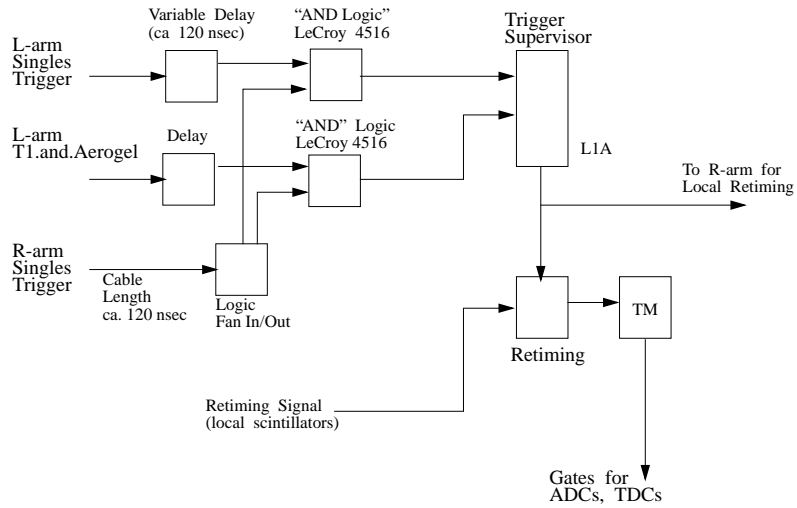 Variable Delay
(ca 120 nsec)
“AND Logic”
LeCroy 4516
Trigger
Supervisor
L-arm
Singles
Trigger
L-arm
T1.and.Aerogel
Delay
“AND” Logic
LeCroy 4516
L1A
To R-arm for
Local Retiming
R-arm
Singles
Trigger
Cable
Length
ca. 120 nsec
Logic
Fan In/Out
TM
Retiming
Retiming Signal
(local scintillators)
Gates for
ADCs, TDCs